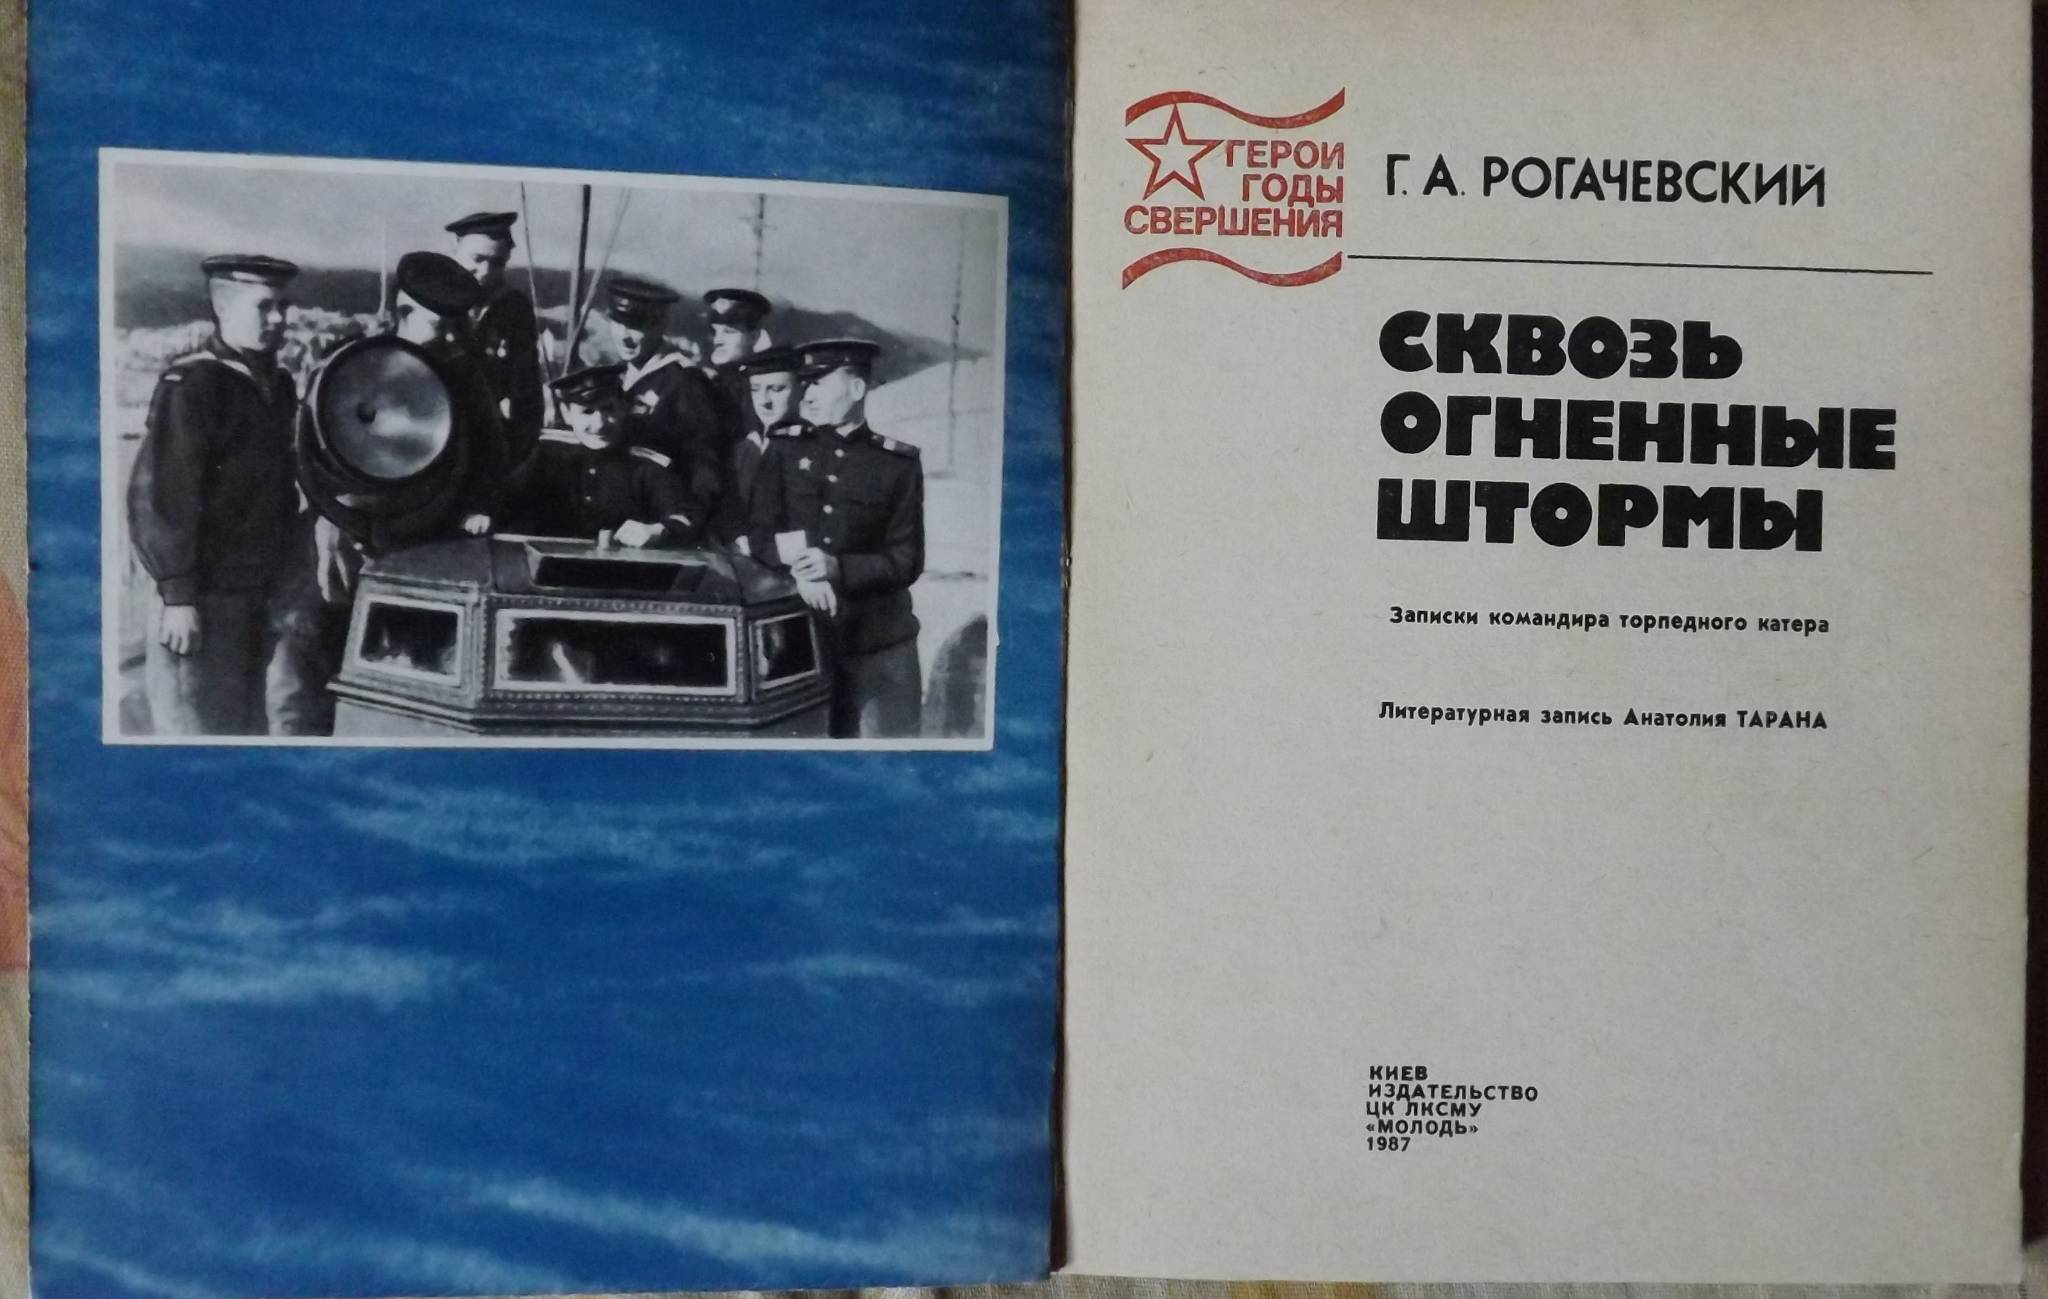 ГЕРОИ
ГОДЫ
СВЕРШЕНИЯ
Г. А. РОГАЧЕВСКИЙ
СКВОЗЬ
ОГНЕННЫЕ
ШТОРМЫ
Записки командира торпедного катера
Литературная запись Анатолия ТАРАНА
КИЕВ
ИЗДАТЕЛЬСТВО
ЦК ЛКСМУ
«МОЛОДЬ»
1987